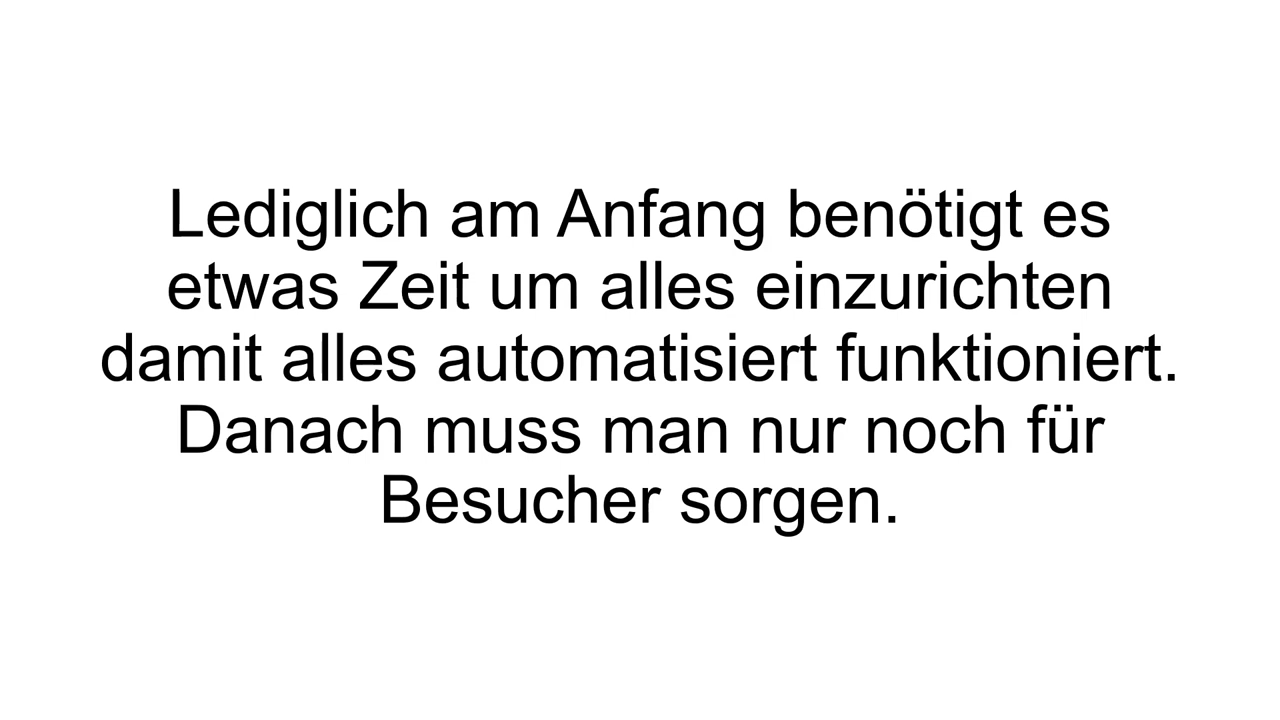 Lediglich am Anfang benötigt es
etwas Zeit um alles einzurichten
damit alles automatisiert funktioniert.
Danach muss man nur noch für
Besucher sorgen.